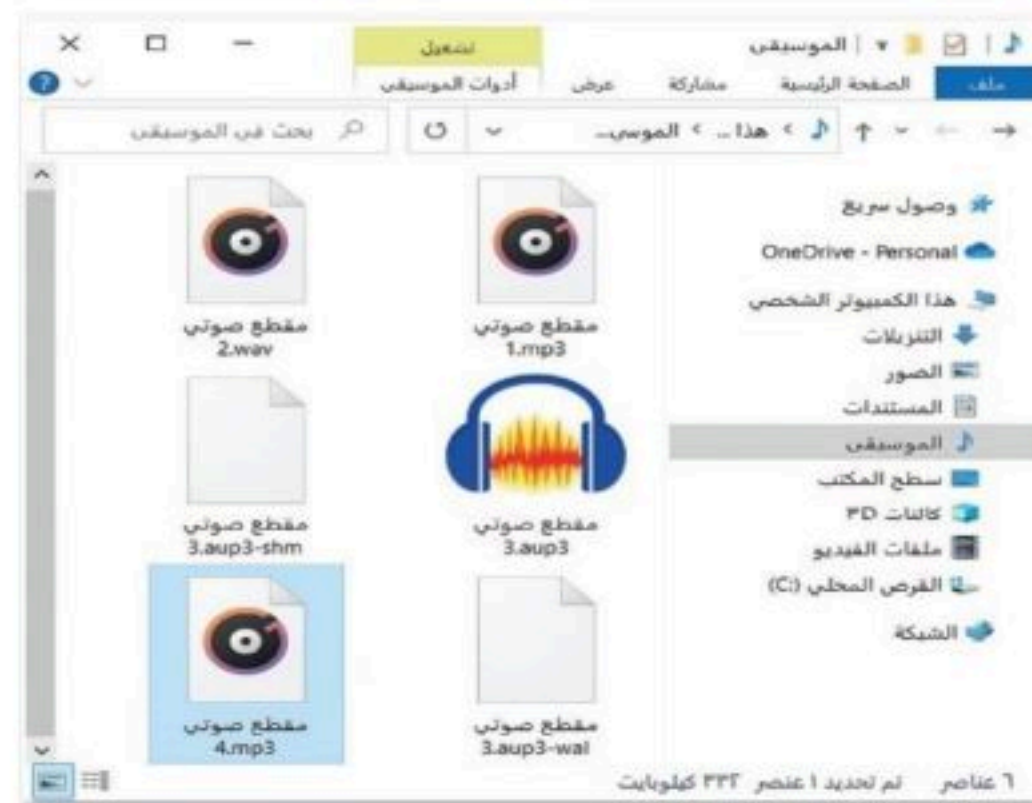 الموسيقى
تشغيل
ملف الصفحة الرئيسية مشاركة عرض أدوات الموسيقى
هذا ... > الموسي...
بحث في الموسيقى
وصول سريع
OneDrive - Personal
هذا الكمبيوتر الشخصي
التنزيلات
الصور
المستندات
الموسيقى
سطح المكتب
كائنات ٣D
ملفات الفيديو
القرص المحلي (C:)
الشبكة
مقطع صوتي
1.mp3
مقطع صوتي
2.wav
مقطع صوتي
3.aup3
مقطع صوتي
3.aup3-shm
مقطع صوتي
3.aup3-wal
مقطع صوتي
4.mp3
٦ عناصر تم تحديد ١ عنصر ٣٣٢ كيلوبايت